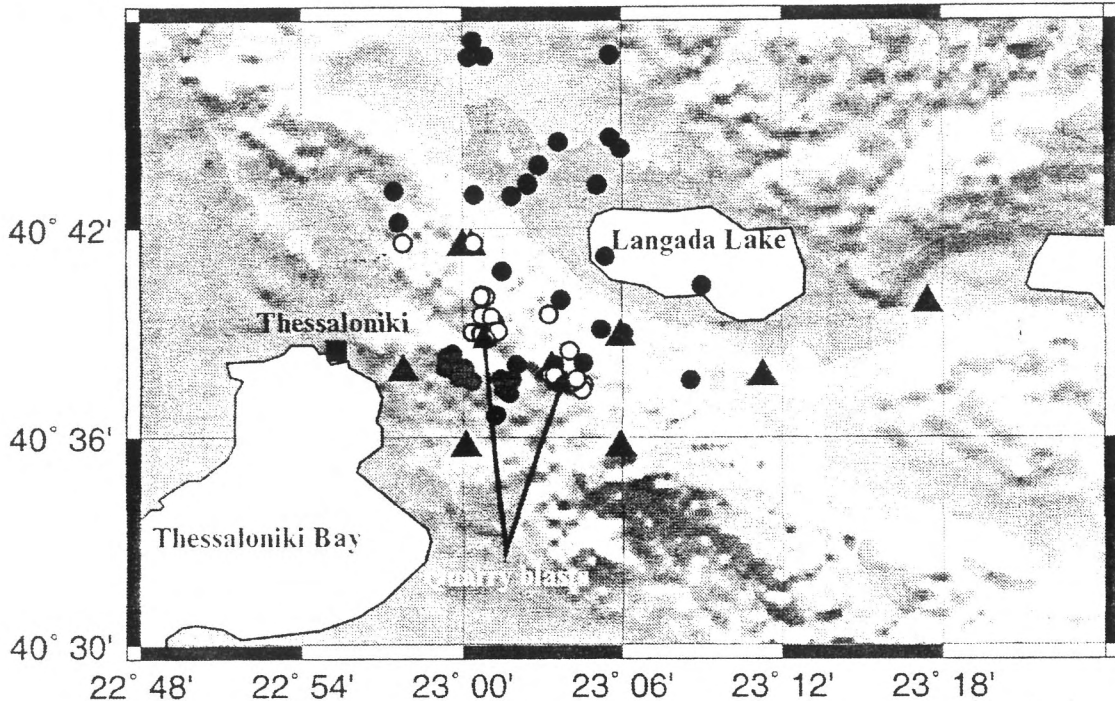 40° 42'
Langada Lake
Thessaloniki
40° 36'
Thessaloniki Bay
Quarry blasts
40° 30'
22° 48' 22° 54' 23° 00' 23° 06' 23° 12' 23° 18'